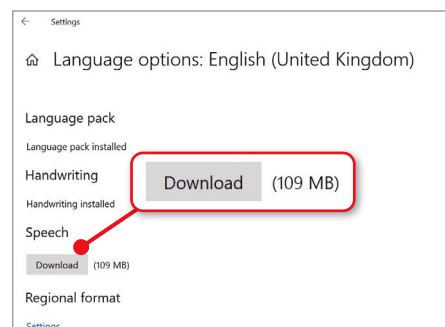 Settings
Language options: English (United Kingdom)
Language pack
Language pack installed
Handwriting
Download (109 MB)
Handwriting installed
Speech
Download (109 MB)
Regional format
Settings